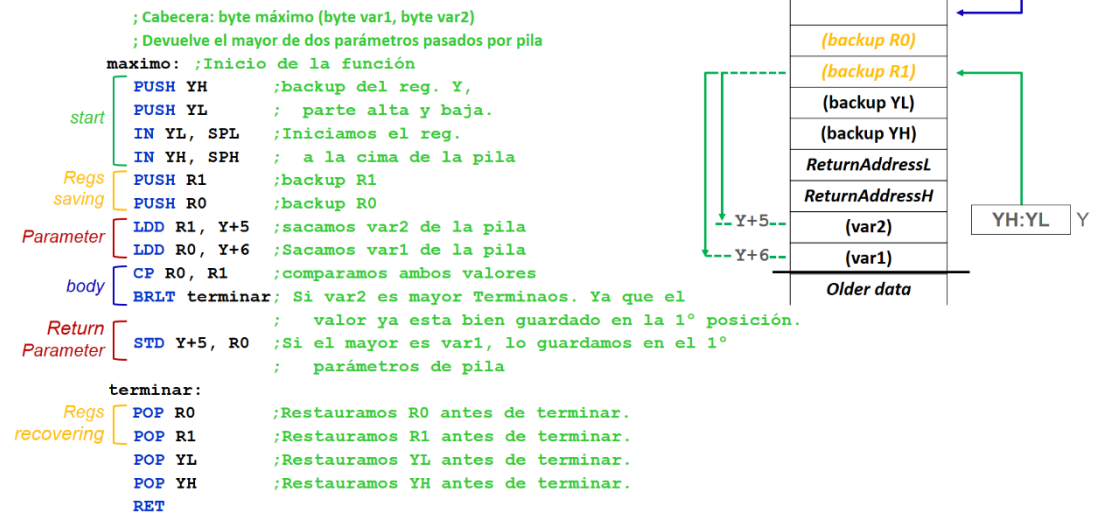 ; Cabecera: byte máximo (byte var1, byte var2)
; Devuelve el mayor de dos parámetros pasados por pila
maximo: ;Inicio de la función
start
PUSH YH ;backup del reg. Y,
PUSH YL ; parte alta y baja.
IN YL, SPL ;Iniciamos el reg.
IN YH, SPH ; a la cima de la pila
Regs saving
PUSH R1 ;backup R1
PUSH R0 ;backup R0
Parameter
LDD R1, Y+5 ;sacamos var2 de la pila
LDD R0, Y+6 ;Sacamos var1 de la pila
body
CP R0, R1 ;comparamos ambos valores
BRLT terminar; Si var2 es mayor Terminaos. Ya que el
; valor ya esta bien guardado en la 1º posición.
Return Parameter
STD Y+5, R0 ;Si el mayor es var1, lo guardamos en el 1º
; parámetros de pila
terminar:
Regs recovering
POP R0 ;Restauramos R0 antes de terminar.
POP R1 ;Restauramos R1 antes de terminar.
POP YL ;Restauramos YL antes de terminar.
POP YH ;Restauramos YH antes de terminar.
RET
(backup R0)
(backup R1)
(backup YL)
(backup YH)
ReturnAddressL
ReturnAddressH
Y+5 (var2)
Y+6 (var1)
Older data
YH:YL Y